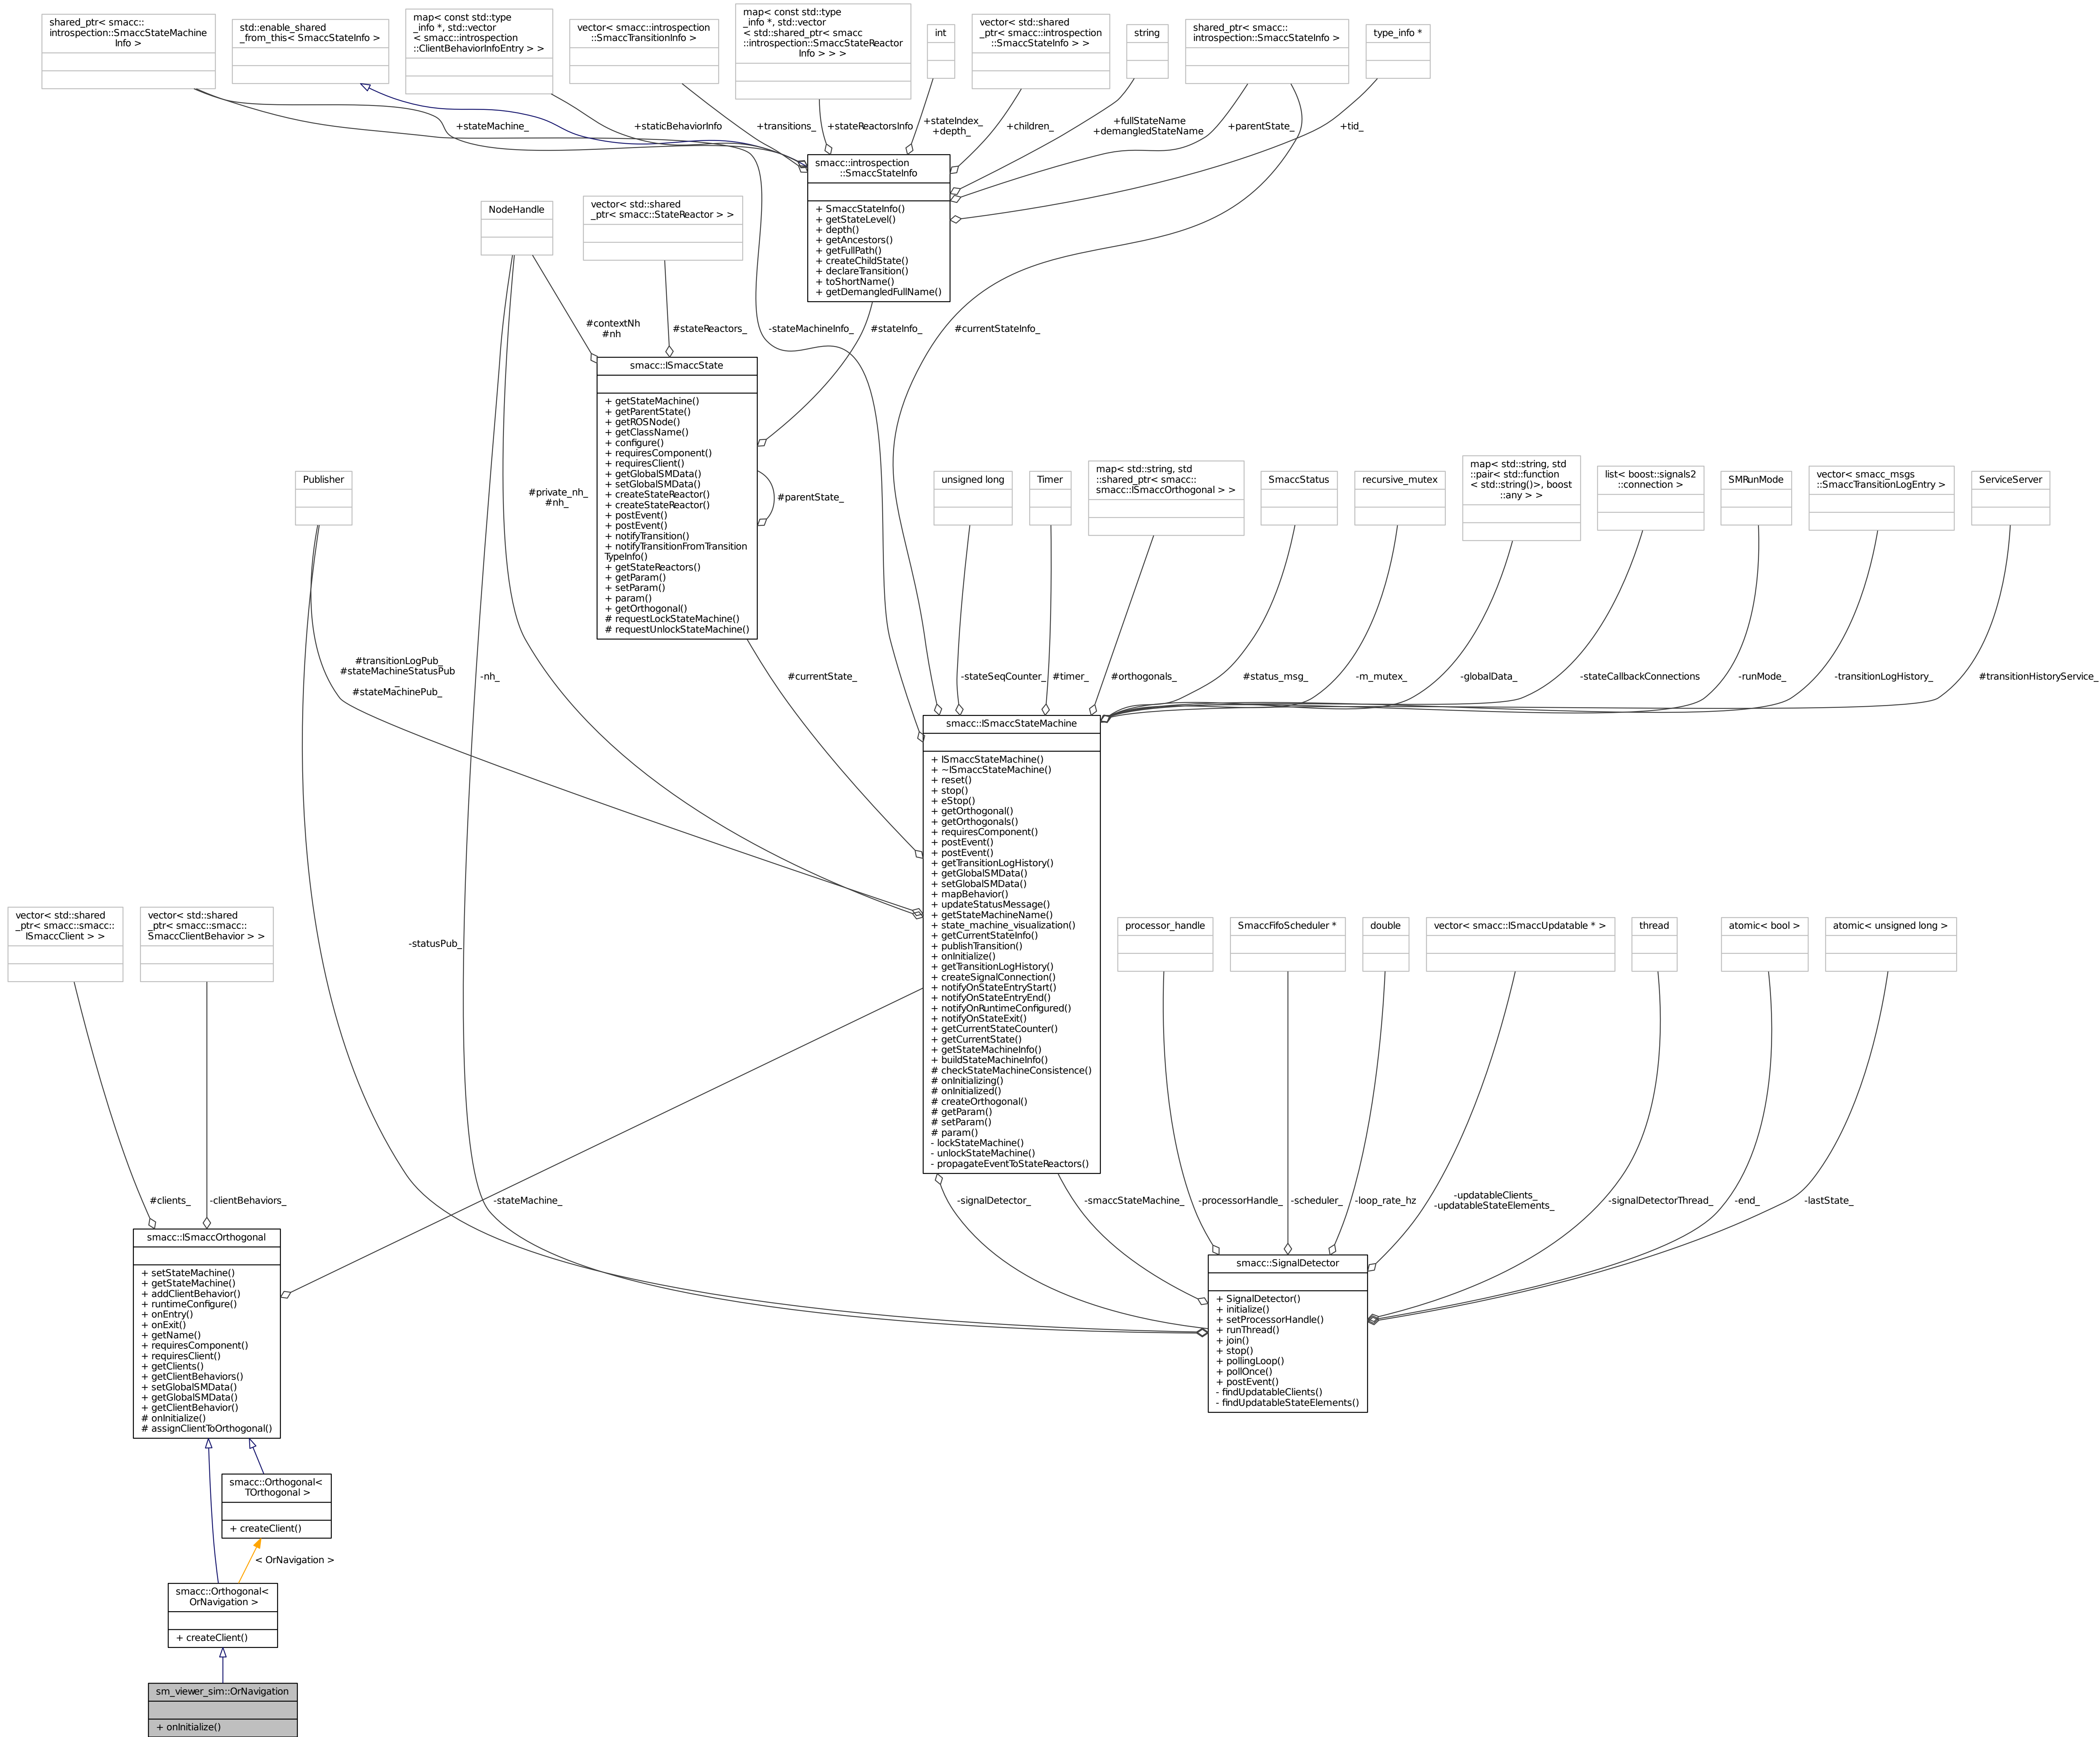 shared_ptr< smacc::
introspection::SmaccStateMachine
Info >
std::enable_shared
_from_this< SmaccStateInfo >
map< const std::type
_info *, std::vector
< smacc::introspection
::ClientBehaviorInfoEntry > >
vector< smacc::introspection
::SmaccTransitionInfo >
map< const std::type
_info *, std::vector
< std::shared_ptr< smacc
::introspection::SmaccStateReactor
Info > > >
int
vector< std::shared
_ptr< smacc::introspection
::SmaccStateInfo > >
string
shared_ptr< smacc::
introspection::SmaccStateInfo >
type_info *
+stateMachine_
+staticBehaviorInfo
+transitions_
+stateReactorsInfo
+stateIndex_
+depth_
+children_
+fullStateName
+demangledStateName
+parentState_
+tid_
smacc::introspection
::SmaccStateInfo
+ SmaccStateInfo()
+ getStateLevel()
+ depth()
+ getAncestors()
+ getFullPath()
+ createChildState()
+ declareTransition()
+ toShortName()
+ getDemangledFullName()
NodeHandle
vector< std::shared
_ptr< smacc::StateReactor > >
#contextNh
#nh
#stateReactors_
-stateMachineInfo_
#stateInfo_
#currentStateInfo_
smacc::ISmaccState
+ getStateMachine()
+ getParentState()
+ getROSNode()
+ getClassName()
+ configure()
+ requiresComponent()
+ requiresClient()
+ getGlobalSMData()
+ setGlobalSMData()
+ createStateReactor()
+ createStateReactor()
+ postEvent()
+ postEvent()
+ notifyTransition()
+ notifyTransitionFromTransition
TypeInfo()
+ getStateReactors()
+ getParam()
+ setParam()
+ param()
+ getOrthogonal()
# requestLockStateMachine()
# requestUnlockStateMachine()
#parentState_
#private_nh_
#nh_
Publisher
unsigned long
Timer
map< std::string, std
::shared_ptr< smacc::
smacc::ISmaccOrthogonal > >
SmaccStatus
recursive_mutex
map< std::string, std
::pair< std::function
< std::string()>, boost
::any > >
list< boost::signals2
::connection >
SMRunMode
vector< smacc_msgs
::SmaccTransitionLogEntry >
ServiceServer
#transitionLogPub_
#stateMachineStatusPub
_
#stateMachinePub_
-nh_
#currentState_
-stateSeqCounter_
#timer_
#orthogonals_
#status_msg_
-m_mutex_
-globalData_
-stateCallbackConnections
-runMode_
-transitionLogHistory_
#transitionHistoryService_
smacc::ISmaccStateMachine
+ ISmaccStateMachine()
+ ~ISmaccStateMachine()
+ reset()
+ stop()
+ eStop()
+ getOrthogonal()
+ getOrthogonals()
+ requiresComponent()
+ postEvent()
+ postEvent()
+ getTransitionLogHistory()
+ getGlobalSMData()
+ setGlobalSMData()
+ mapBehavior()
+ updateStatusMessage()
+ getStateMachineName()
+ state_machine_visualization()
+ getCurrentStateInfo()
+ publishTransition()
+ onInitialize()
+ getTransitionLogHistory()
+ createSignalConnection()
+ notifyOnStateEntryStart()
+ notifyOnStateEntryEnd()
+ notifyOnRuntimeConfigured()
+ notifyOnStateExit()
+ getCurrentStateCounter()
+ getCurrentState()
+ getStateMachineInfo()
+ buildStateMachineInfo()
# checkStateMachineConsistence()
# onInitializing()
# onInitialized()
# createOrthogonal()
# getParam()
# setParam()
# param()
- lockStateMachine()
- unlockStateMachine()
- propagateEventToStateReactors()
vector< std::shared
_ptr< smacc::smacc::
ISmaccClient > >
vector< std::shared
_ptr< smacc::smacc::
SmaccClientBehavior > >
-statusPub_
processor_handle
SmaccFifoScheduler *
double
vector< smacc::ISmaccUpdatable * >
thread
atomic< bool >
atomic< unsigned long >
#clients_
-clientBehaviors_
-stateMachine_
-signalDetector_
-smaccStateMachine_
-processorHandle_
-scheduler_
-loop_rate_hz
-updatableClients_
-updatableStateElements_
-signalDetectorThread_
-end_
-lastState_
smacc::ISmaccOrthogonal
+ setStateMachine()
+ getStateMachine()
+ addClientBehavior()
+ runtimeConfigure()
+ onEntry()
+ onExit()
+ getName()
+ requiresComponent()
+ requiresClient()
+ getClients()
+ getClientBehaviors()
+ setGlobalSMData()
+ getGlobalSMData()
+ getClientBehavior()
# onInitialize()
# assignClientToOrthogonal()
smacc::SignalDetector
+ SignalDetector()
+ initialize()
+ setProcessorHandle()
+ runThread()
+ join()
+ stop()
+ pollingLoop()
+ pollOnce()
+ postEvent()
- findUpdatableClients()
- findUpdatableStateElements()
smacc::Orthogonal<
TOrthogonal >
+ createClient()
< OrNavigation >
smacc::Orthogonal<
OrNavigation >
+ createClient()
sm_viewer_sim::OrNavigation
+ onInitialize()